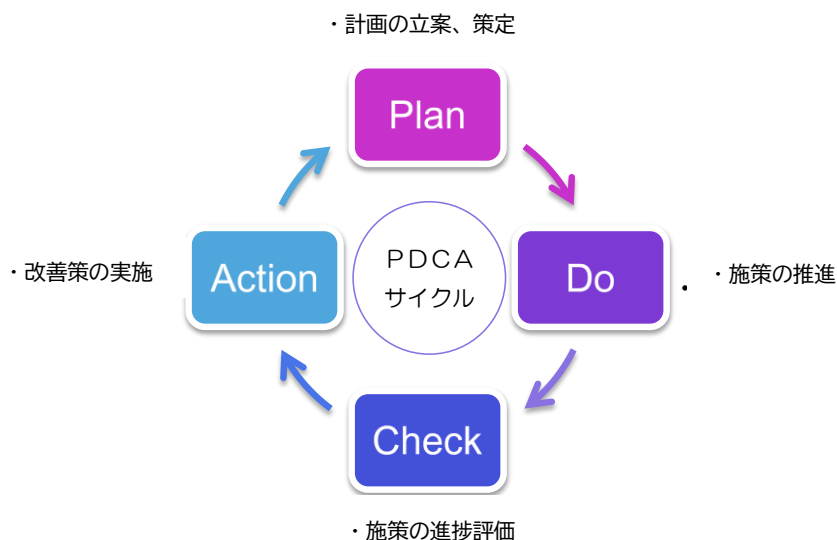 ・計画の立案、策定
Plan
・改善策の実施
Action
PDCA
サイクル
Do
・施策の推進
Check
・施策の進捗評価